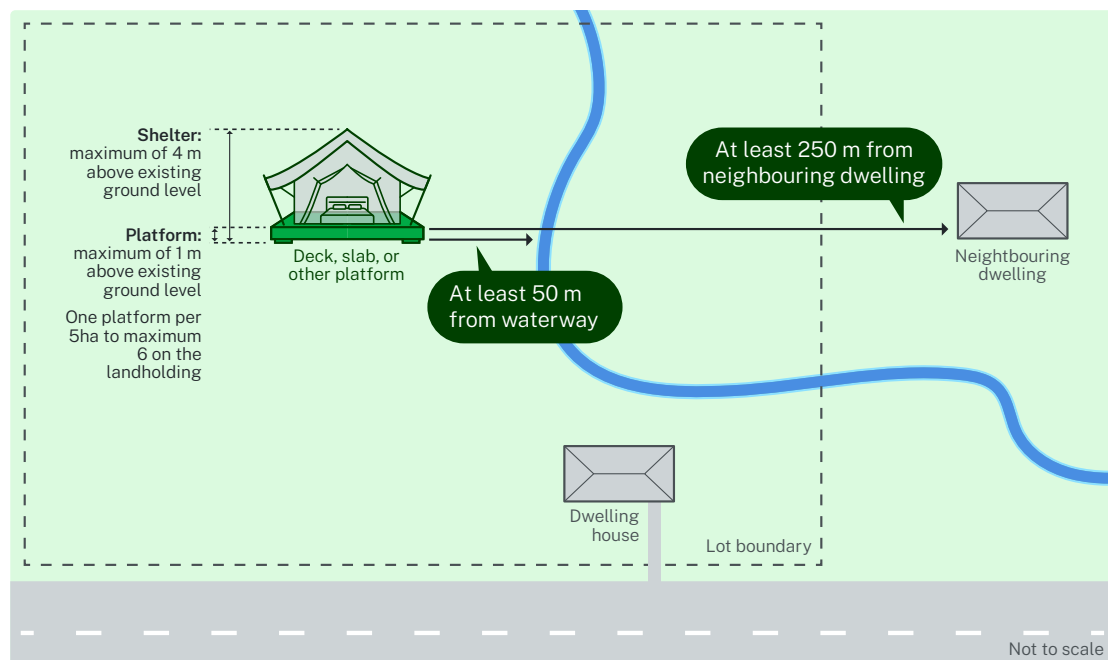 Shelter:
maximum of 4 m
above existing
ground level
Platform:
maximum of 1 m
above existing
ground level
One platform per
5ha to maximum
6 on the
landholding
Deck, slab, or
other platform
At least 50 m
from waterway
At least 250 m from
neighbouring dwelling
Neightbouring
dwelling
Dwelling
house
Lot boundary
Not to scale